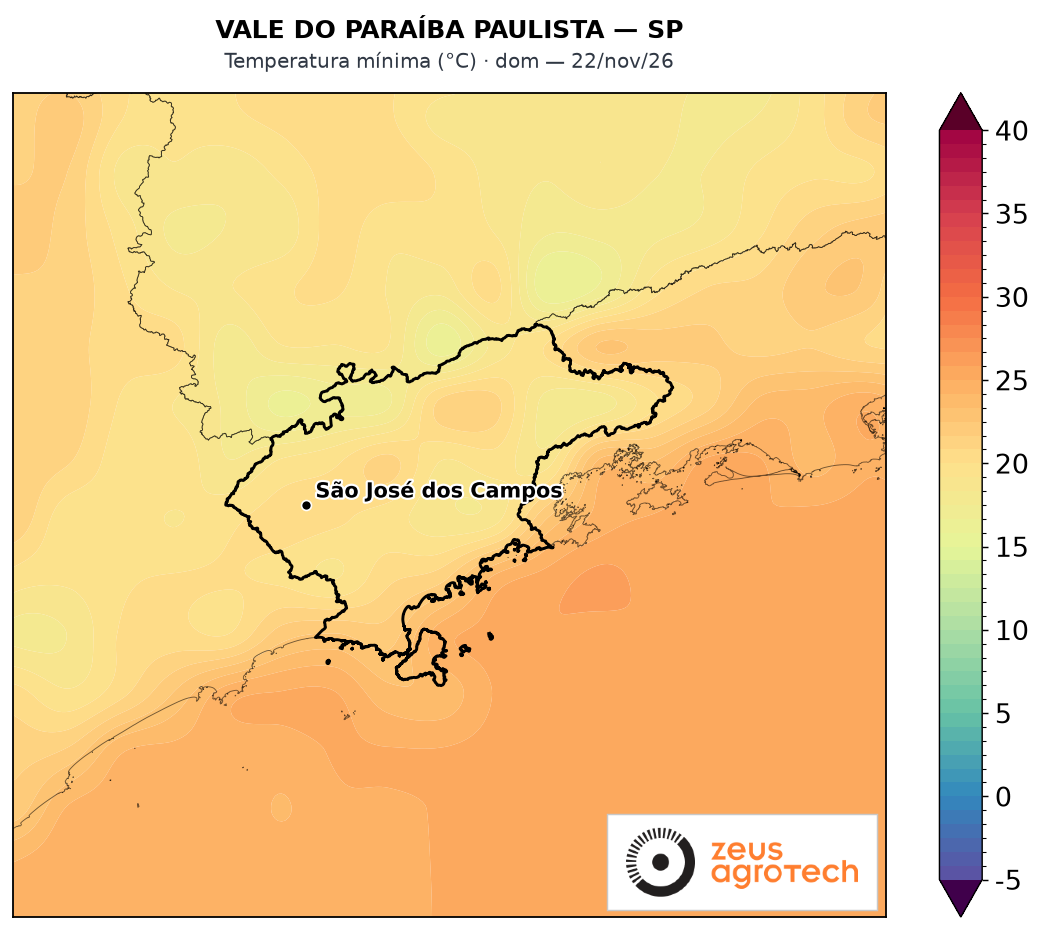 VALE DO PARAÍBA PAULISTA — SP
Temperatura mínima (°C) · dom — 22/nov/26
40
35
30
25
20
15
10
5
0
-5
São José dos Campos
zeus
agrotech